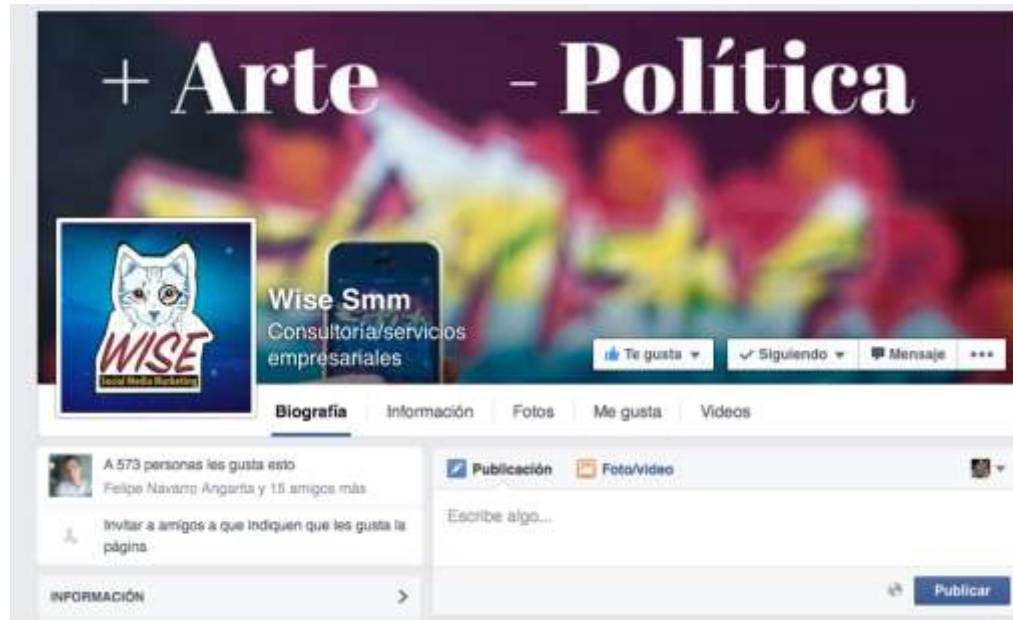 + Arte - Política
WISE
Social Media Marketing
Wise Smm
Consultoría/servicios
empresariales
Te gusta
Siguiendo
Mensaje
Biografía
Información
Fotos
Me gusta
Videos
A 573 personas les gusta esto
Felipe Navarro Angarita y 15 amigos más
Invitar a amigos a que indiquen que les gusta la
página
INFORMACIÓN
Publicación
Foto/video
Escribe algo...
Publicar